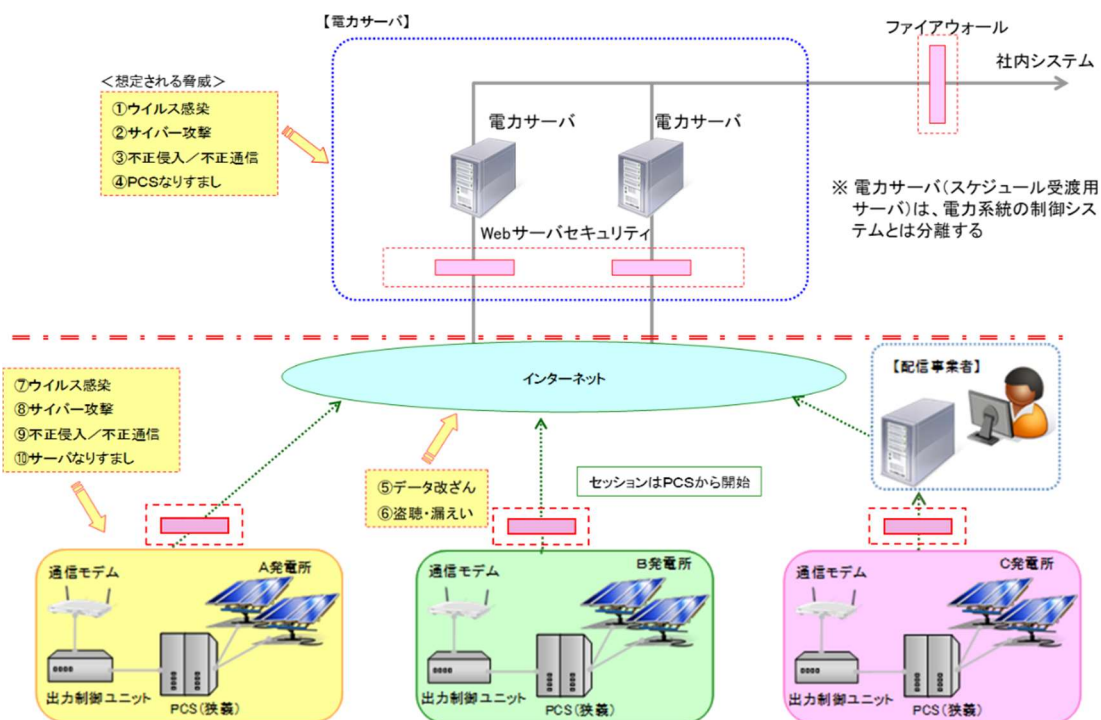 【電力サーバ】
ファイアウォール
社内システム
＜想定される脅威＞
①ウイルス感染
②サイバー攻撃
③不正侵入／不正通信
④PCSなりすまし
電力サーバ
電力サーバ
※ 電力サーバ(スケジュール受渡用
サーバ)は、電力系統の制御シス
テムとは分離する
Webサーバセキュリティ
インターネット
【配信事業者】
⑦ウイルス感染
⑧サイバー攻撃
⑨不正侵入／不正通信
⑩サーバなりすまし
⑤データ改ざん
⑥盗聴・漏えい
セッションはPCSから開始
通信モデム
A発電所
出力制御ユニット
PCS(狭義)
通信モデム
B発電所
出力制御ユニット
PCS(狭義)
通信モデム
C発電所
出力制御ユニット
PCS(狭義)